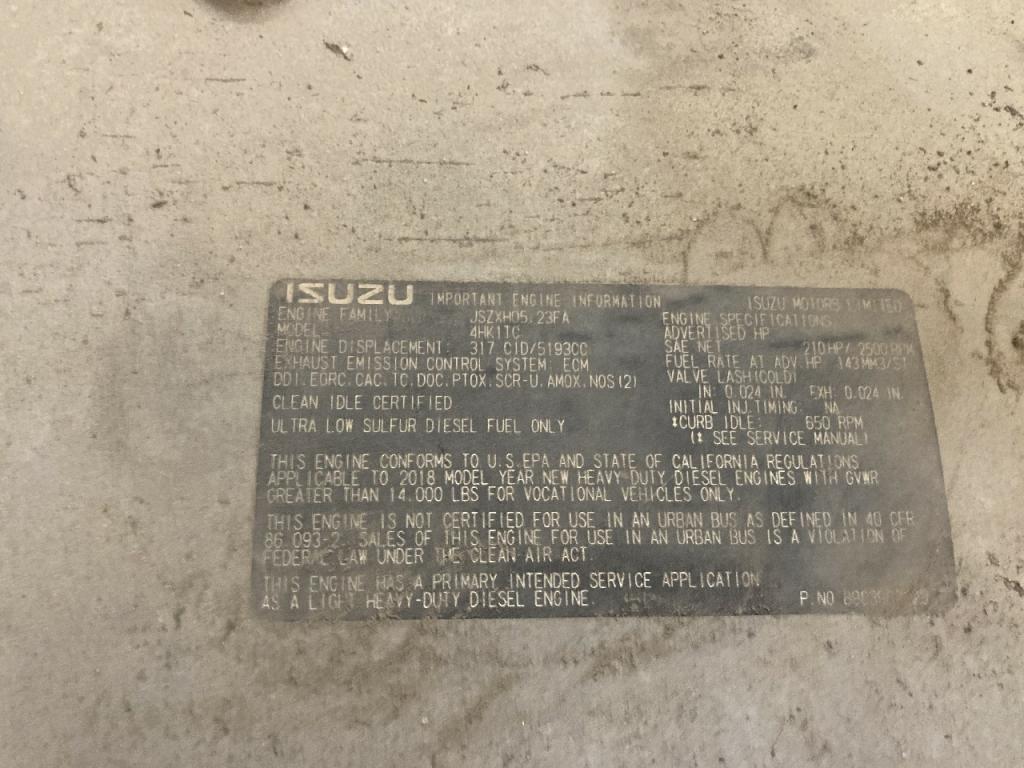 ISUZU IMPORTANT ENGINE INFORMATION ISUZU MOTORS LIMITED
ENGINE FAMILY JSZXH05.23FA
MODEL 4HK1TC
ENGINE DISPLACEMENT: 317 CID/5193CC
EXHAUST EMISSION CONTROL SYSTEM: ECM
DDI, EGRC, CAC, TC, DOC, PTOX, SCR-U, AMOX, NOS(2)
CLEAN IDLE CERTIFIED
ULTRA LOW SULFUR DIESEL FUEL ONLY
ENGINE SPECIFICATIONS
ADVERTISED HP
SAE NET 210HP/ 2500RPM
FUEL RATE AT ADV.HP 143MM3/ST
VALVE LASH(COLD)
IN: 0.024 IN. EXH: 0.024 IN.
INITIAL INJ.TIMING: NA
*CURB IDLE: 650 RPM
(* SEE SERVICE MANUAL)
THIS ENGINE CONFORMS TO U.S.EPA AND STATE OF CALIFORNIA REGULATIONS
APPLICABLE TO 2018 MODEL YEAR NEW HEAVY-DUTY DIESEL ENGINES WITH GVWR
GREATER THAN 14,000 LBS FOR VOCATIONAL VEHICLES ONLY.
THIS ENGINE IS NOT CERTIFIED FOR USE IN AN URBAN BUS AS DEFINED IN 40 CFR
86.093-2. SALES OF THIS ENGINE FOR USE IN AN URBAN BUS IS A VIOLATION OF
FEDERAL LAW UNDER THE CLEAN AIR ACT.
THIS ENGINE HAS A PRIMARY INTENDED SERVICE APPLICATION
AS A LIGHT HEAVY-DUTY DIESEL ENGINE.
P.NO